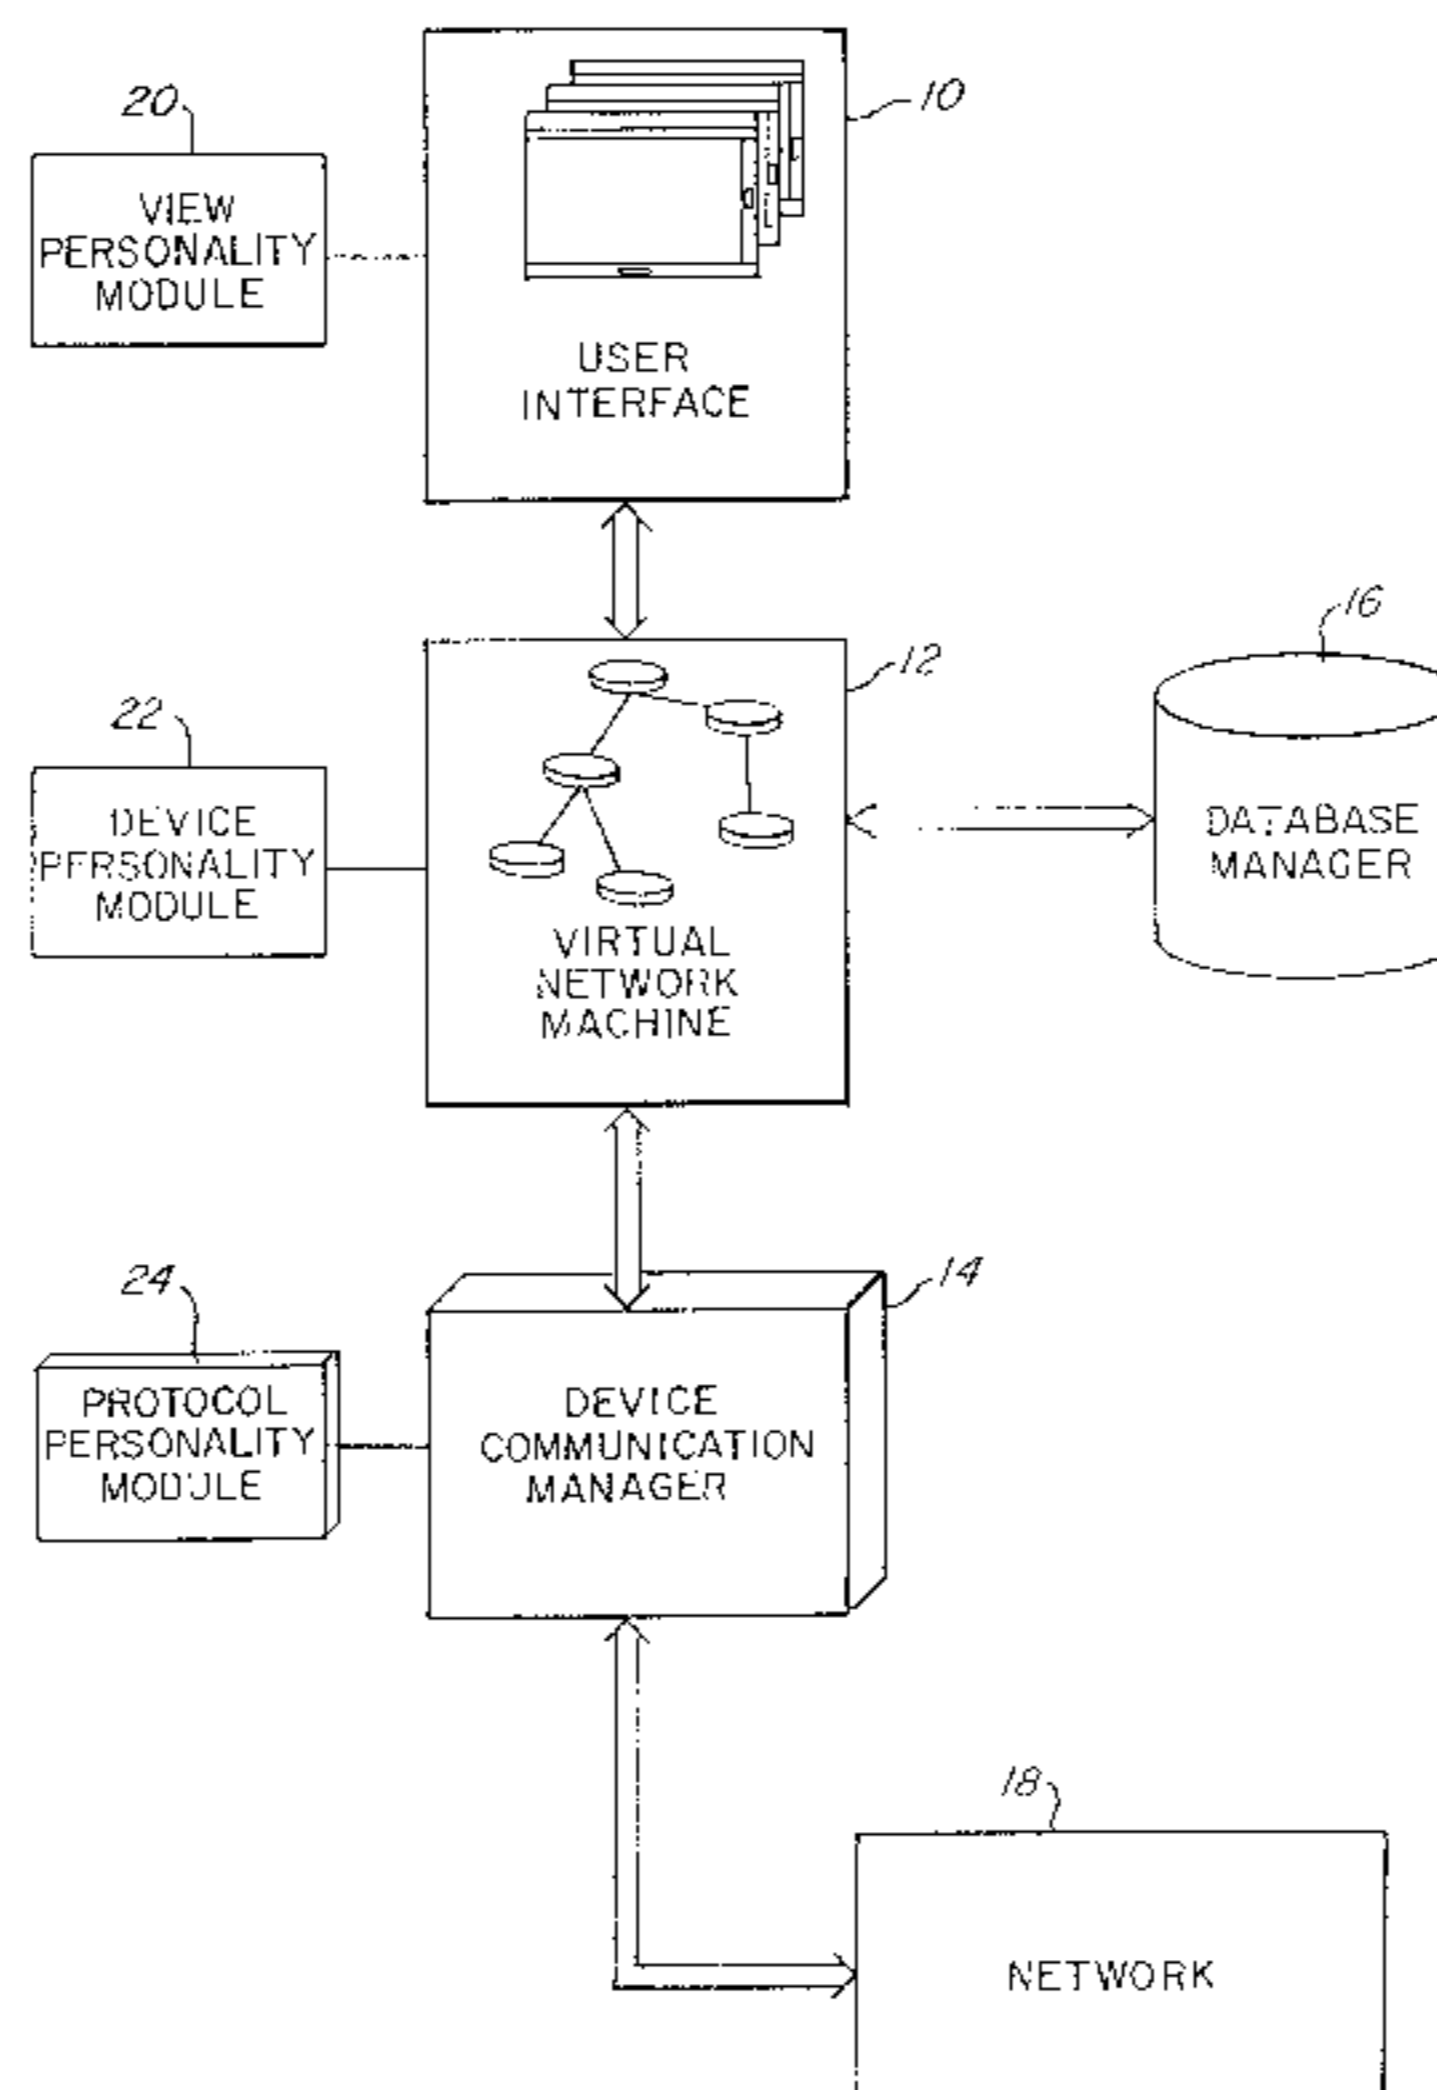 10
20
VIEW
PERSONALITY
MODULE
USER
INTERFACE
16
12
22
DEVICE
PERSONALITY
MODULE
DATABASE
MANAGER
VIRTUAL
NETWORK
MACHINE
14
24
PROTOCOL
PERSONALITY
MODULE
DEVICE
COMMUNICATION
MANAGER
18
NETWORK